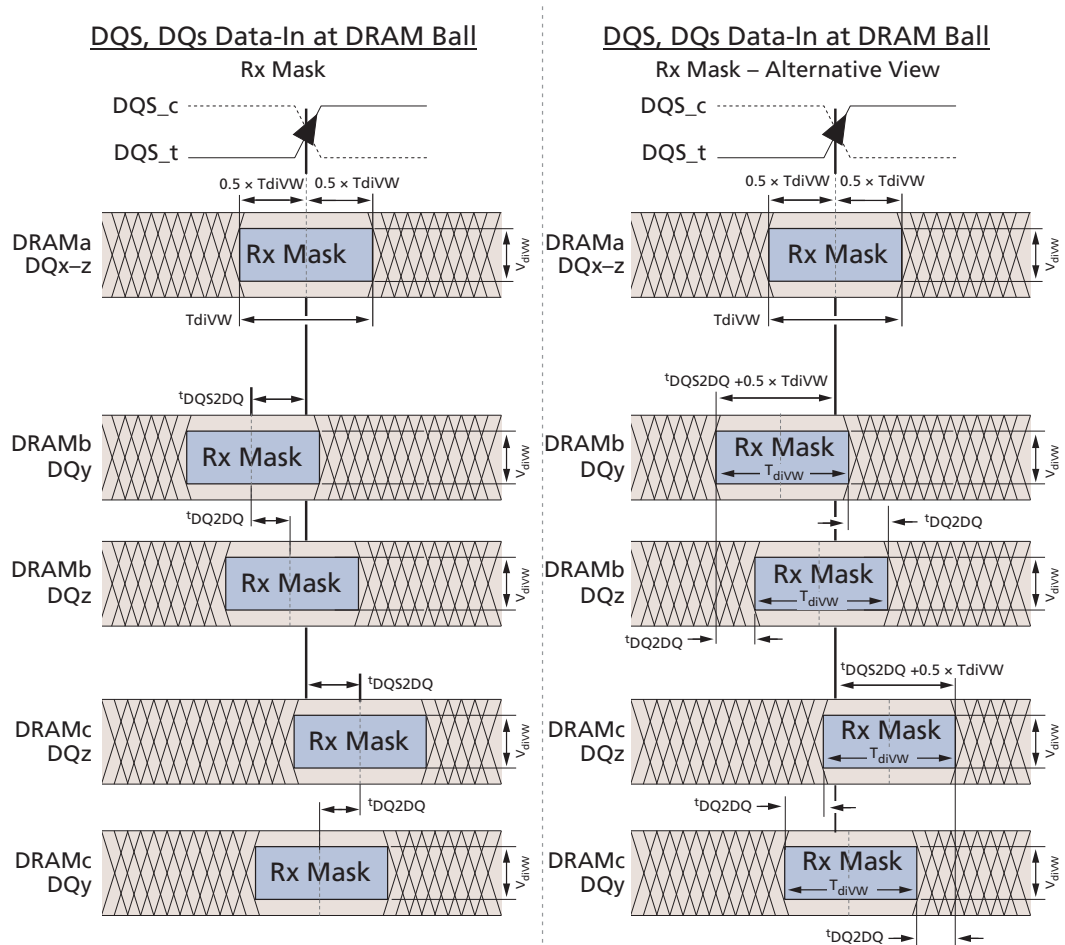 DQS, DQs Data-In at DRAM Ball
Rx Mask
DQS_c
DQS_t
0.5 × TdiVW
0.5 × TdiVW
DRAMa
DQx–z
Rx Mask
VdiVW
TdiVW
tDQS2DQ
DRAMb
DQy
Rx Mask
VdiVW
tDQ2DQ
DRAMb
DQz
Rx Mask
VdiVW
tDQS2DQ
DRAMc
DQz
Rx Mask
VdiVW
tDQ2DQ
DRAMc
DQy
Rx Mask
VdiVW
DQS, DQs Data-In at DRAM Ball
Rx Mask – Alternative View
DQS_c
DQS_t
0.5 × TdiVW
0.5 × TdiVW
DRAMa
DQx–z
Rx Mask
VdiVW
TdiVW
tDQS2DQ +0.5 × TdiVW
DRAMb
DQy
Rx Mask
TdiVW
VdiVW
tDQ2DQ
DRAMb
DQz
Rx Mask
TdiVW
VdiVW
tDQ2DQ
tDQS2DQ +0.5 × TdiVW
DRAMc
DQz
Rx Mask
TdiVW
VdiVW
tDQ2DQ
DRAMc
DQy
Rx Mask
TdiVW
VdiVW
tDQ2DQ